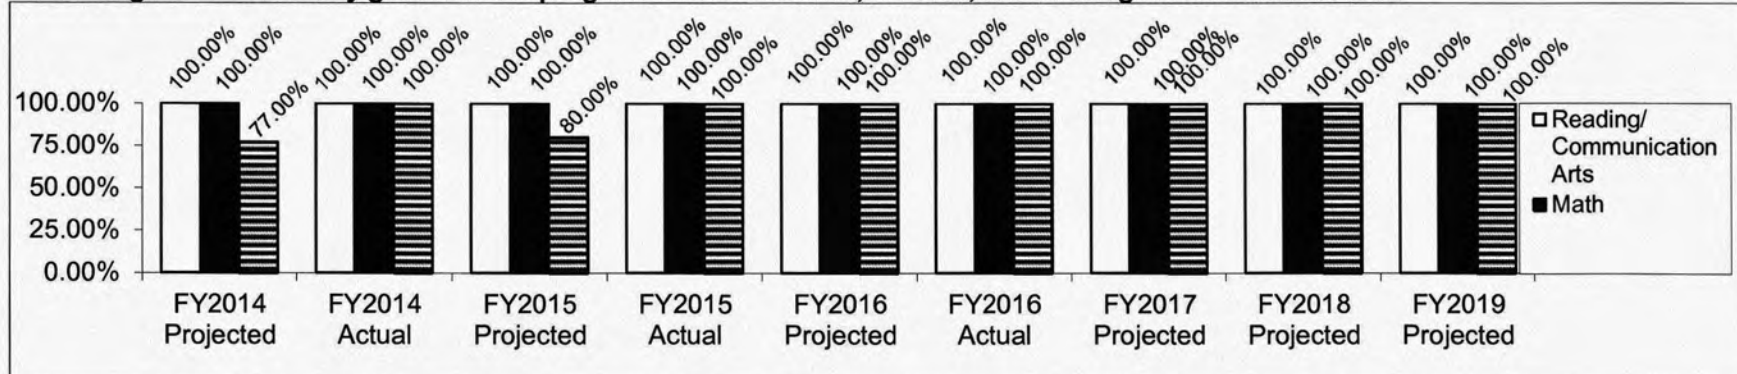 100.00% 100.00% 77.00% 100.00% 100.00% 100.00% 100.00% 100.00% 80.00% 100.00% 100.00% 100.00% 100.00% 100.00% 100.00% 100.00% 100.00% 100.00% 100.00% 100.00% 100.00% 100.00% 100.00% 100.00% 100.00% 100.00% 100.00%
100.00%
75.00%
50.00%
25.00%
0.00%
FY2014 Projected
FY2014 Actual
FY2015 Projected
FY2015 Actual
FY2016 Projected
FY2016 Actual
FY2017 Projected
FY2018 Projected
FY2019 Projected
Reading/
Communication
Arts
Math